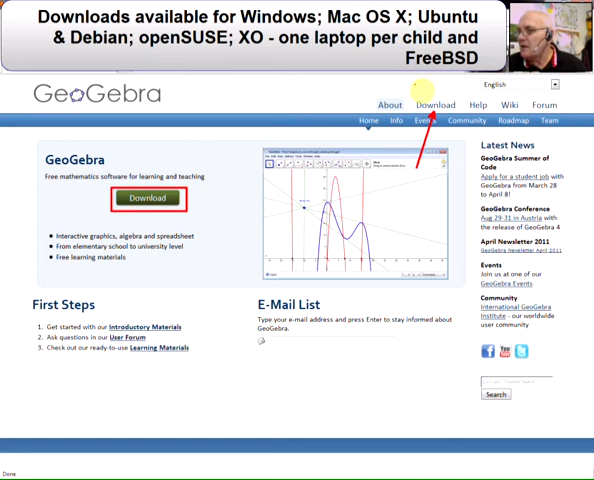 Downloads available for Windows; Mac OS X; Ubuntu
& Debian; openSUSE; XO - one laptop per child and
FreeBSD
GeoGebra
English
About Download Help Wiki Forum
Home Info Events Community Roadmap Team
GeoGebra
Free mathematics software for learning and teaching
Download
Interactive graphics, algebra and spreadsheet
From elementary school to university level
Free learning materials
First Steps
1. Get started with our Introductory Materials
2. Ask questions in our User Forum
3. Check out our ready-to-use Learning Materials
E-Mail List
Type your e-mail address and press Enter to stay informed about
GeoGebra.
Latest News
GeoGebra Summer of
Code
Apply for a student job with
GeoGebra from March 28
to April 8!
GeoGebra Conference
Aug 29-31 in Austria with
the release of GeoGebra 4
April Newsletter 2011
GeoGebra Newsletter April 2011
Events
Join us at one of our
GeoGebra Events
Community
International GeoGebra
Institute - our worldwide
user community
Search
Done